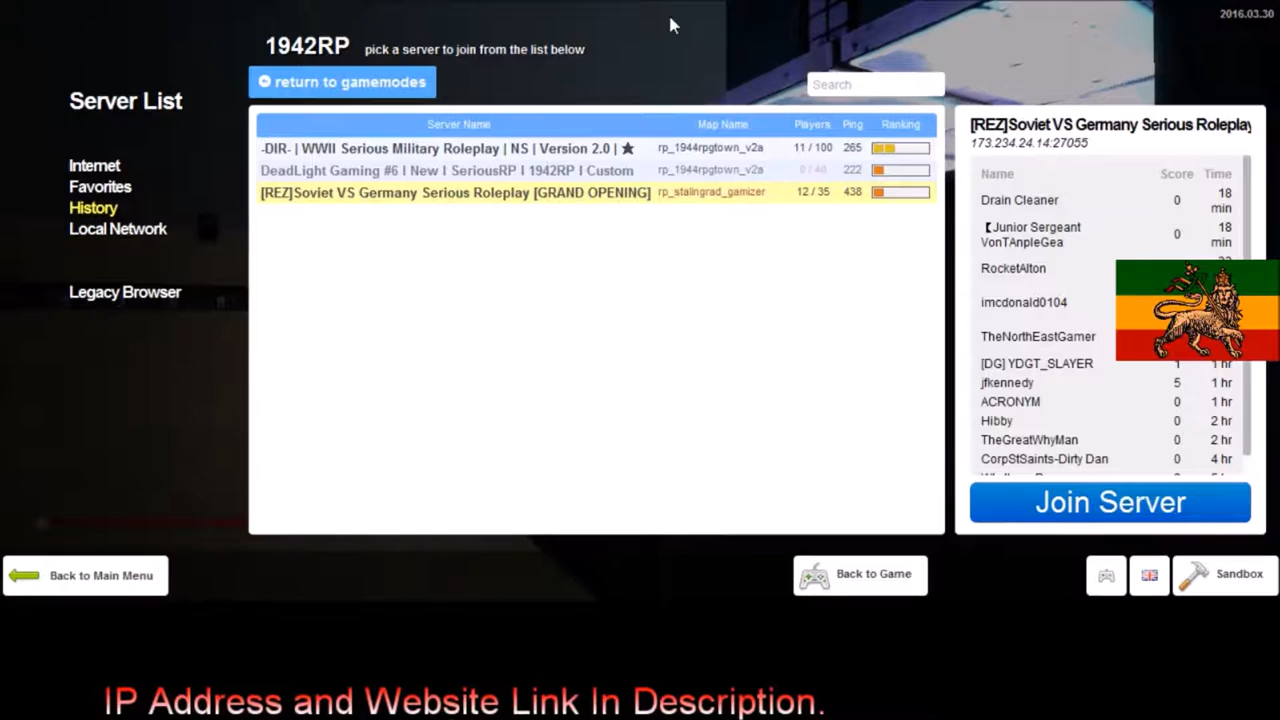 2016.03.30
1942RP pick a server to join from the list below
return to gamemodes
Search
Server List
Internet
Favorites
History
Local Network
Legacy Browser
Server Name Map Name Players Ping Ranking
-DIR- | WWII Serious Military Roleplay | NS | Version 2.0 | ★ rp_1944rpgtown_v2a 11 / 100 265
DeadLight Gaming #6 I New I SeriousRP I 1942RP I Custom rp_1944rpgtown_v2a 0 / 40 222
[REZ]Soviet VS Germany Serious Roleplay [GRAND OPENING] rp_stalingrad_gamizer 12 / 35 438
[REZ]Soviet VS Germany Serious Roleplay
173.234.24.14:27055
Name Score Time
Drain Cleaner 0 18 min
【Junior Sergeant VonTAnpleGea 0 18 min
RocketAlton
imcdonald0104
TheNorthEastGamer
[DG] YDGT_SLAYER 1 1 hr
jfkennedy 5 1 hr
ACRONYM 0 1 hr
Hibby 0 2 hr
TheGreatWhyMan 0 2 hr
CorpStSaints-Dirty Dan 0 4 hr
Join Server
Back to Main Menu
Back to Game
Sandbox
IP Address and Website Link In Description.